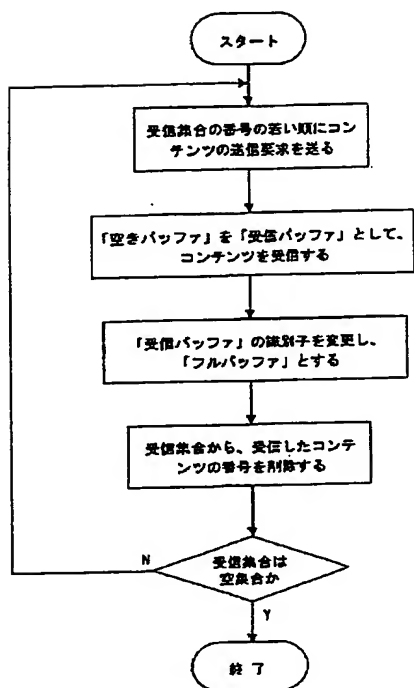 スタート
受信集合の番号の若い順にコン
テンツの送信要求を送る
「空きバッファ」を「受信バッファ」として、
コンテンツを受信する
「受信バッファ」の識別子を変更し、
「フルバッファ」とする
受信集合から、受信したコンテ
ンツの番号を削除する
受信集合は
空集合か
N
Y
終了